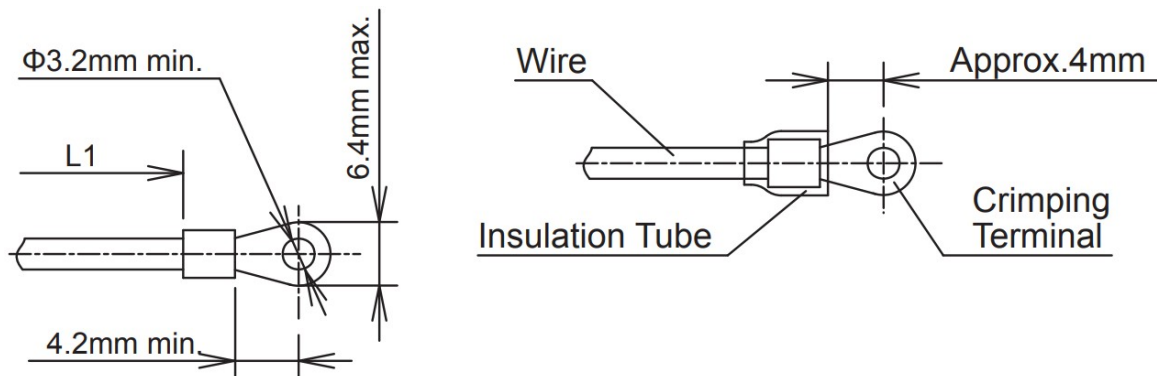 Φ3.2mm min.
6.4mm max.
L1
4.2mm min.
Wire
Approx.4mm
Insulation Tube
Crimping
Terminal